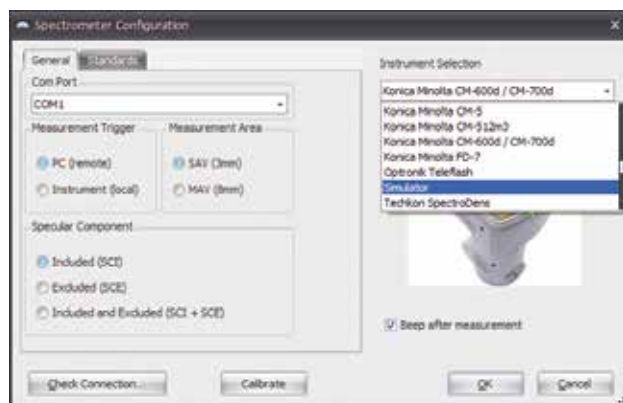 Spectrometer Configuration
General Standards
Com Port
COM1
Measurement Trigger
PC (remote)
Instrument (local)
Measurement Area
SAV (3mm)
MAV (8mm)
Specular Component
Included (SCI)
Excluded (SCE)
Included and Excluded (SCI + SCE)
Instrument Selection
Konica Minolta CM-600d / CM-700d
Konica Minolta CM-5
Konica Minolta CM-512m3
Konica Minolta CM-600d / CM-700d
Konica Minolta FD-7
Optronik Teleflash
Simulator
Techkon SpectroDens
Beep after measurement
Check Connection...
Calibrate
OK
Cancel